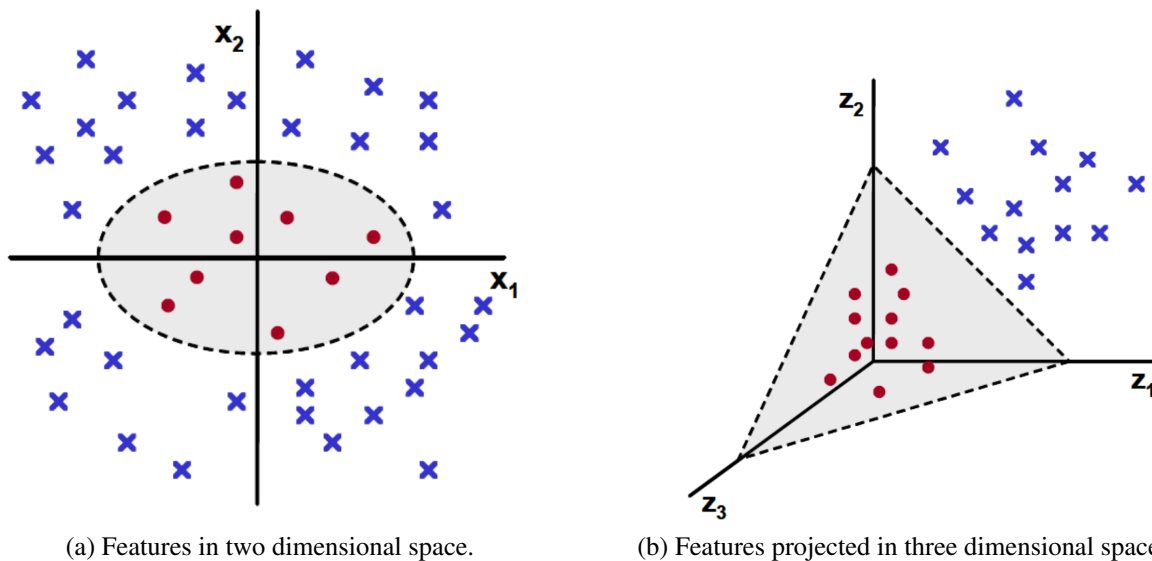 x2
x1
(a) Features in two dimensional space.
z2
z1
z3
(b) Features projected in three dimensional space